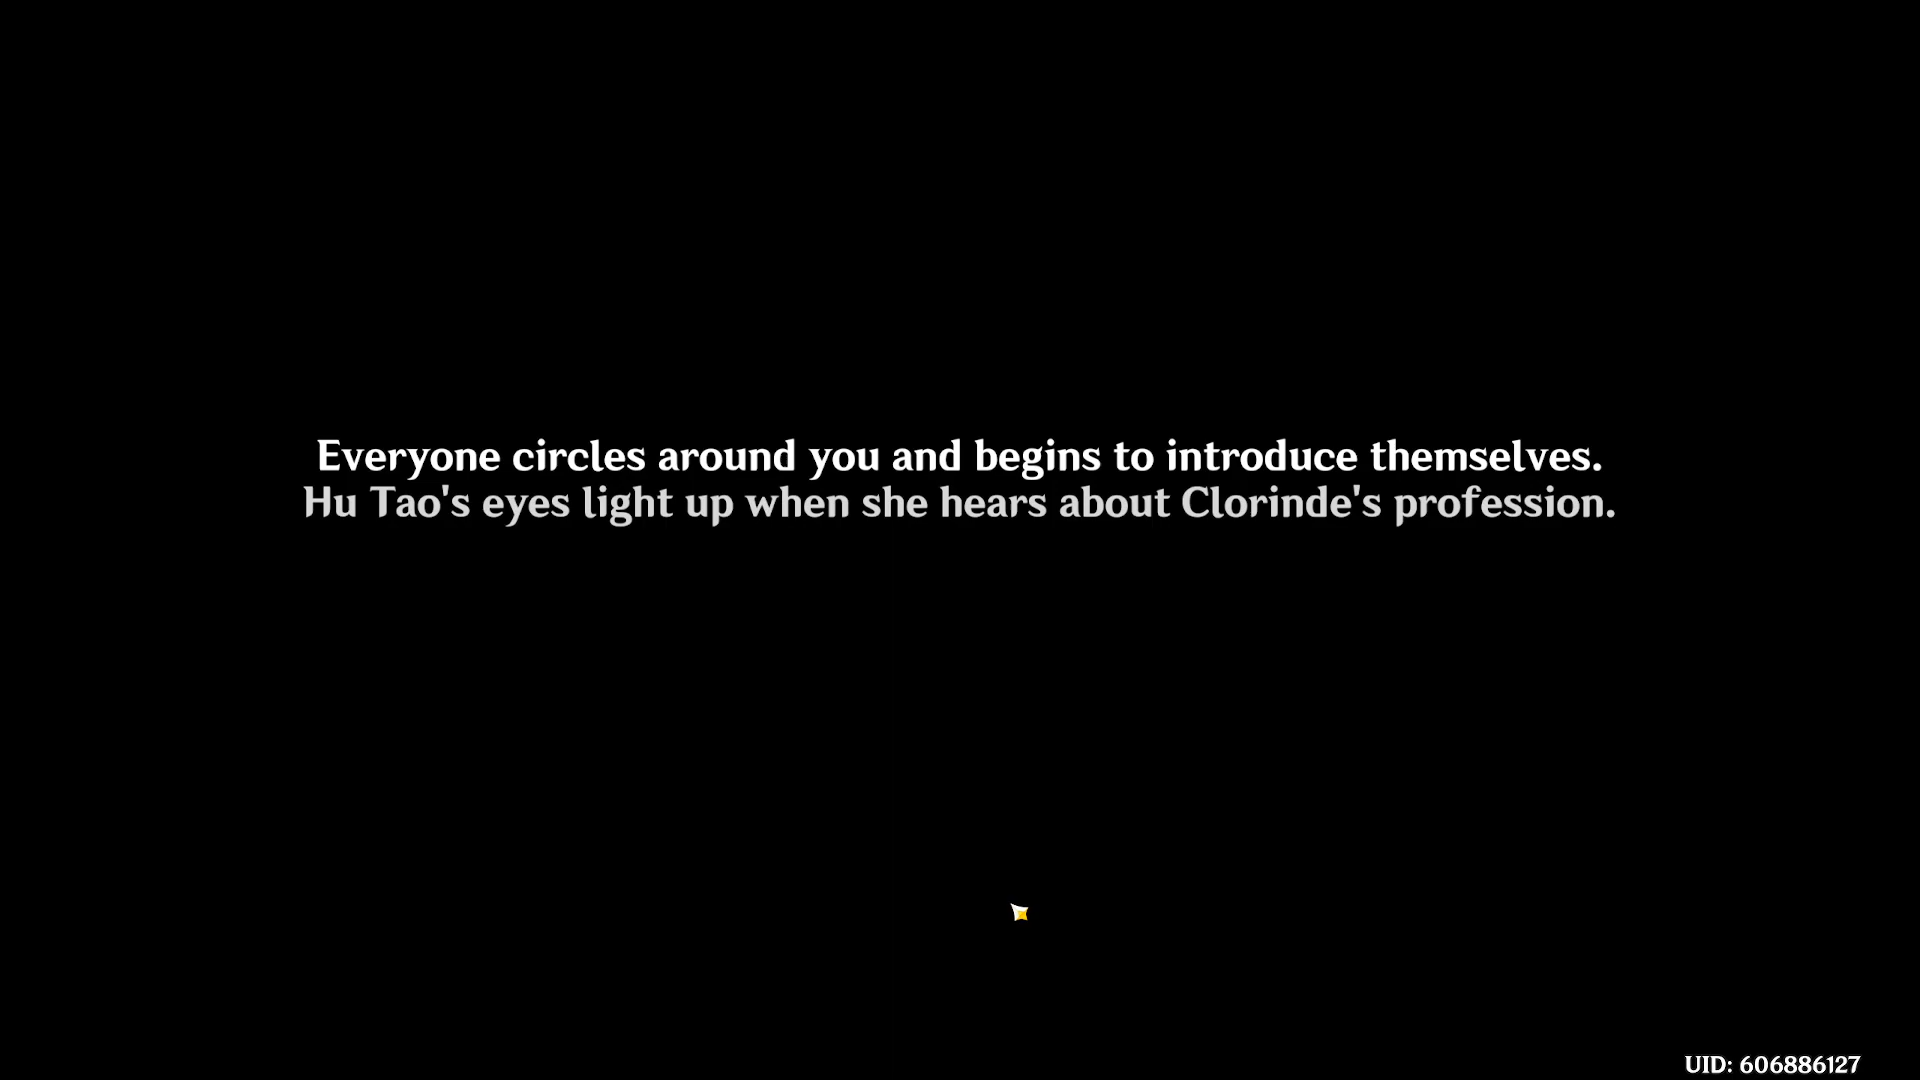 Everyone circles around you and begins to introduce themselves.
Hu Tao's eyes light up when she hears about Clorinde's profession.
UID: 606886127